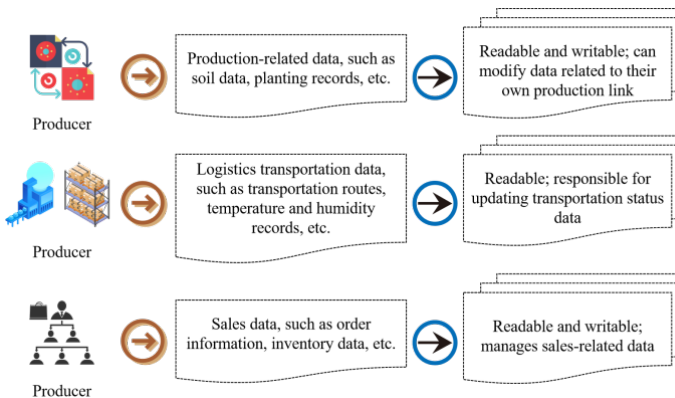 Production-related data, such as
soil data, planting records, etc.
Readable and writable; can
modify data related to their
own production link
Producer
Logistics transportation data,
such as transportation routes,
temperature and humidity
records, etc.
Readable; responsible for
updating transportation status
data
Producer
Sales data, such as order
information, inventory data, etc.
Readable and writable;
manages sales-related data
Producer